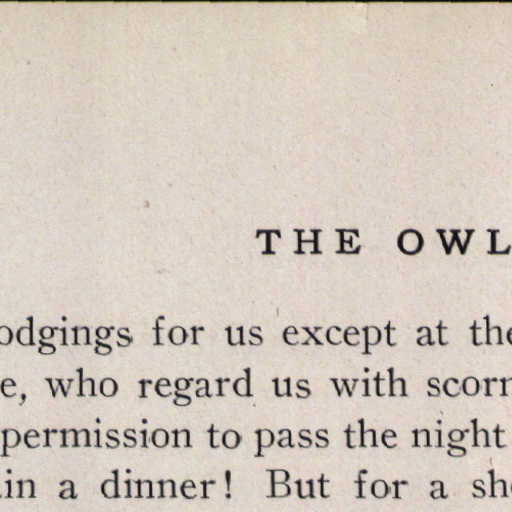 THE OWL
odgings for us except at the
e, who regard us with scorn
permission to pass the night
in a dinner! But for a sh